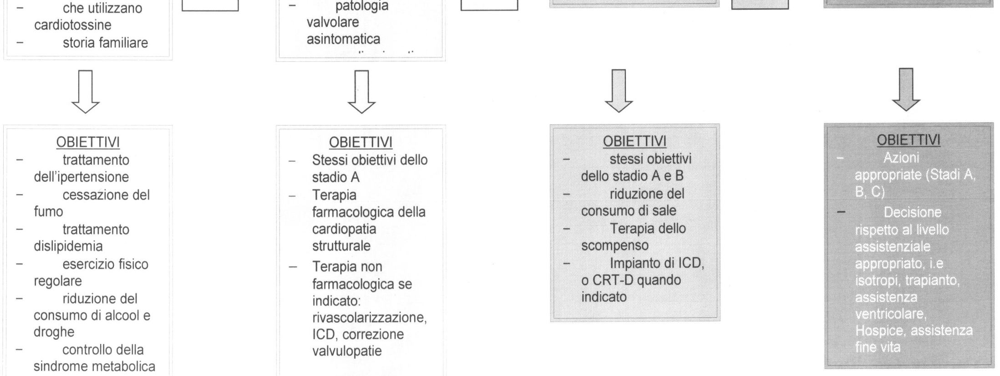 – che utilizzano
cardiotossine
– storia familiare
– patologia
valvolare
asintomatica
OBIETTIVI
– trattamento
dell'ipertensione
– cessazione del
fumo
– trattamento
dislipidemia
– esercizio fisico
regolare
– riduzione del
consumo di alcool e
droghe
– controllo della
sindrome metabolica
OBIETTIVI
– Stessi obiettivi dello
stadio A
– Terapia
farmacologica della
cardiopatia
strutturale
– Terapia non
farmacologica se
indicato:
rivascolarizzazione,
ICD, correzione
valvulopatie
OBIETTIVI
– stessi obiettivi
dello stadio A e B
– riduzione del
consumo di sale
– Terapia dello
scompenso
– Impianto di ICD,
o CRT-D quando
indicato
OBIETTIVI
– Azioni
appropriate (Stadi A,
B, C)
– Decisione
rispetto al livello
assistenziale
appropriato, i.e
isotropi, trapianto,
assistenza
ventricolare,
Hospice, assistenza
fine vita